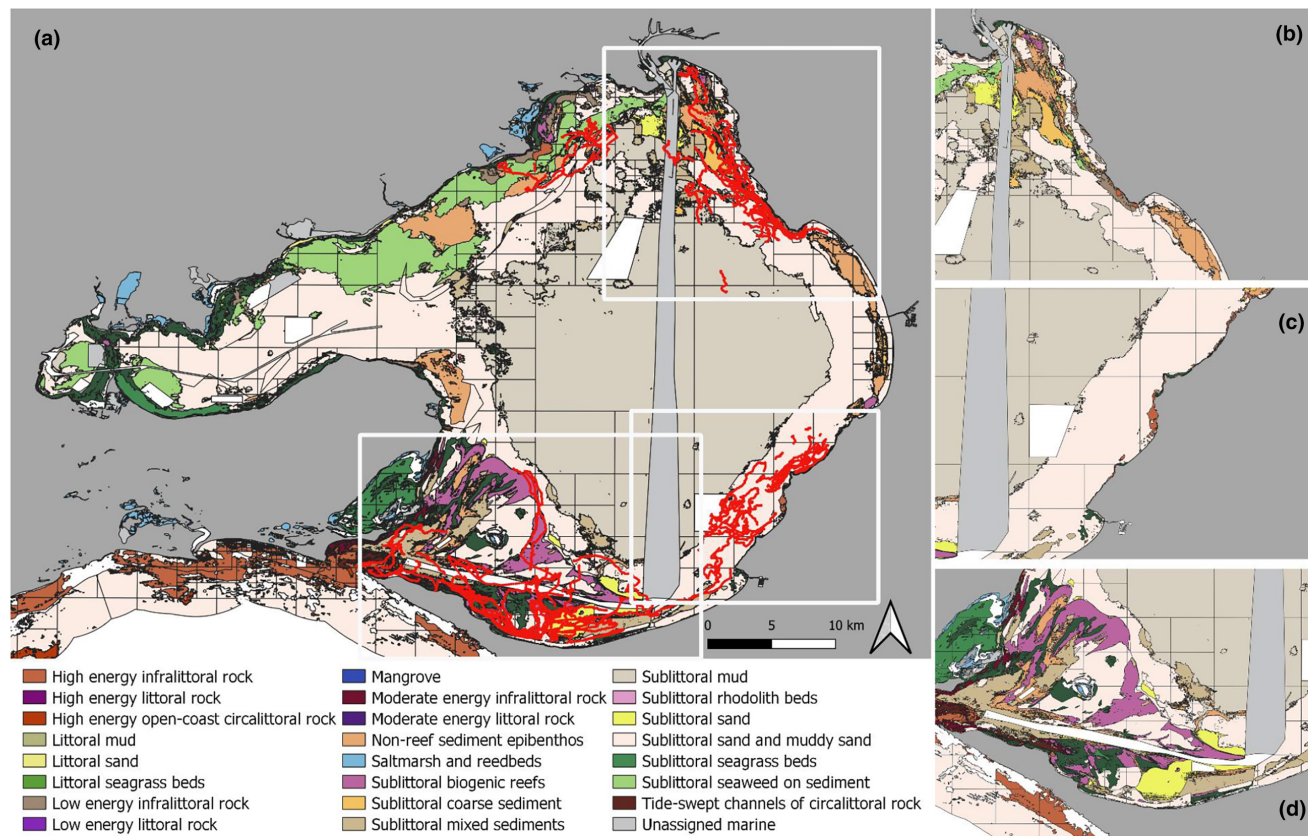 (a)
(b)
(c)
(d)
0 5 10 km
High energy infralittoral rock
High energy littoral rock
High energy open-coast circalittoral rock
Littoral mud
Littoral sand
Littoral seagrass beds
Low energy infralittoral rock
Low energy littoral rock
Mangrove
Moderate energy infralittoral rock
Moderate energy littoral rock
Non-reef sediment epibenthos
Saltmarsh and reedbeds
Sublittoral biogenic reefs
Sublittoral coarse sediment
Sublittoral mixed sediments
Sublittoral mud
Sublittoral rhodolith beds
Sublittoral sand
Sublittoral sand and muddy sand
Sublittoral seagrass beds
Sublittoral seaweed on sediment
Tide-swept channels of circalittoral rock
Unassigned marine